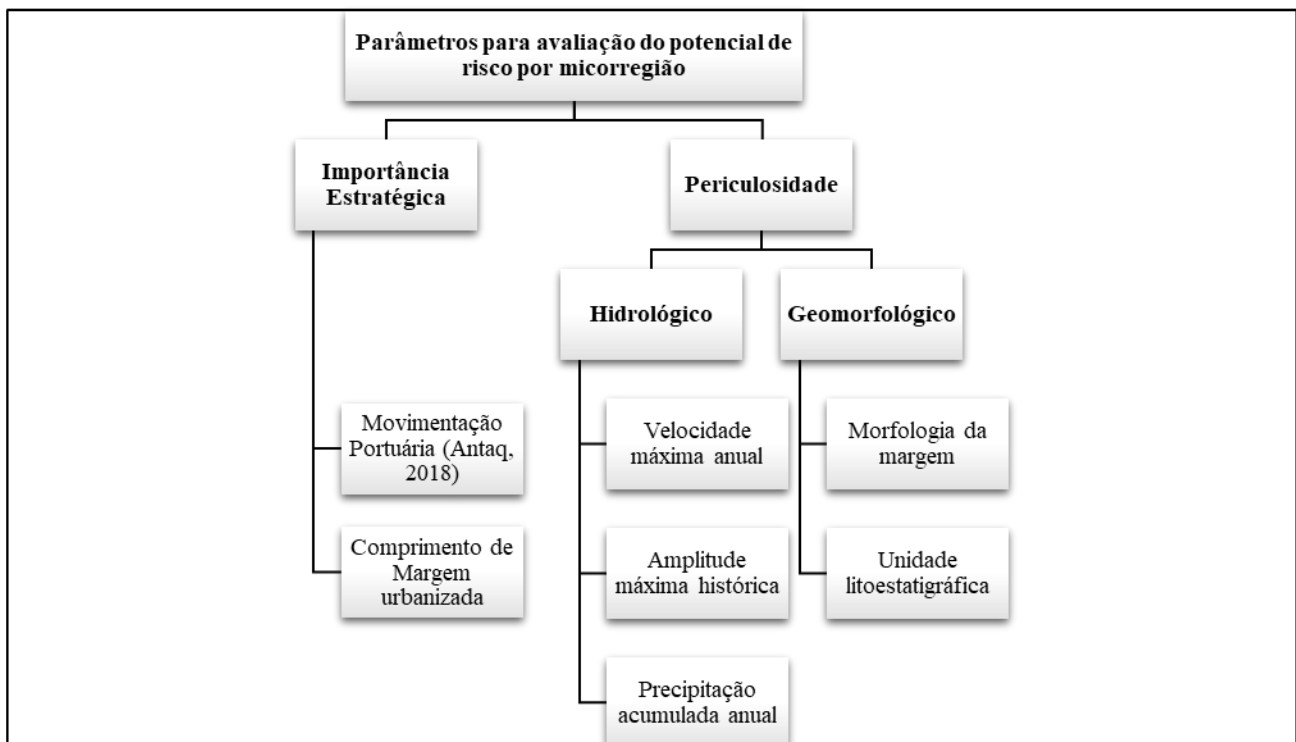 Parâmetros para avaliação do potencial de
risco por micorregião
Importância
Estratégica
Periculosidade
Hidrológico
Geomorfológico
Movimentação
Portuária (Antaq,
2018)
Comprimento de
Margem
urbanizada
Velocidade
máxima anual
Amplitude
máxima histórica
Precipitação
acumulada anual
Morfologia da
margem
Unidade
litoestatigráfica